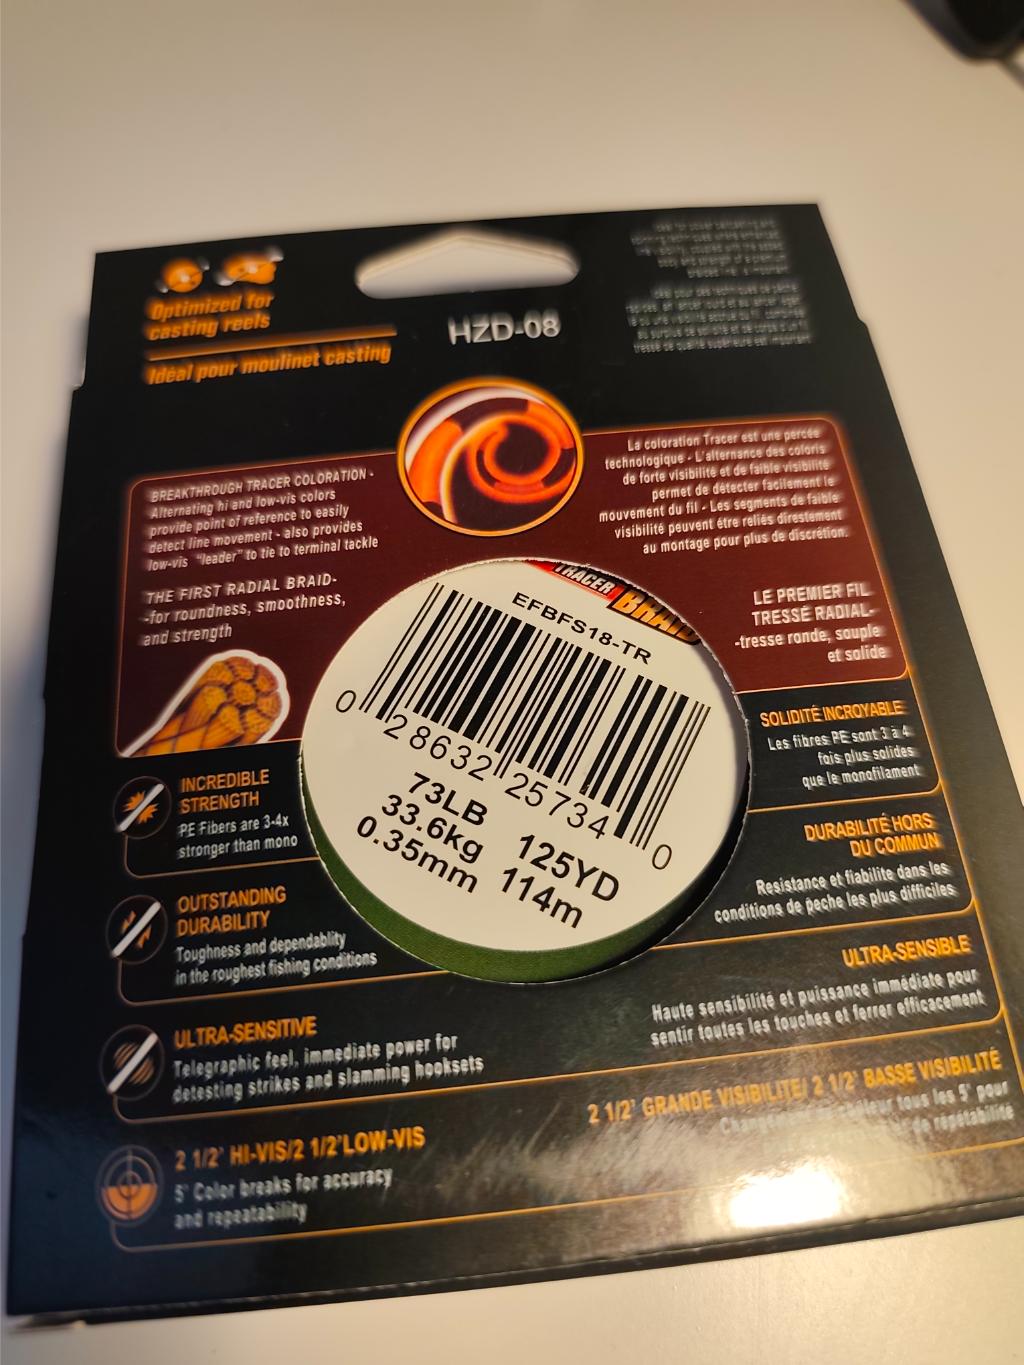 Optimized for
casting reels
Idéal pour moulinet casting
HZD-08
BREAKTHROUGH TRACER COLORATION -
Alternating hi and low-vis colors
provide point of reference to easily
detect line movement - also provides
low-vis "leader" to tie to terminal tackle
THE FIRST RADIAL BRAID-
-for roundness, smoothness,
and strength
La coloration Tracer est une percée
technologique - L'alternance des coloris
de forte visibilité et de faible visibilité
permet de détecter facilement le
mouvement du fil - Les segments de faible
visibilité peuvent être reliés directement
au montage pour plus de discrétion.
LE PREMIER FIL
TRESSÉ RADIAL-
-tresse ronde, souple
et solide
TRACER
BRAID
EFBFS18-TR
0 28632 25734 0
73LB 125YD
33.6kg 114m
0.35mm
INCREDIBLE
STRENGTH
PE Fibers are 3-4x
stronger than mono
OUTSTANDING
DURABILITY
Toughness and dependablity
in the roughest fishing conditions
ULTRA-SENSITIVE
Telegraphic feel, immediate power for
detesting strikes and slamming hooksets
2 1/2' HI-VIS/2 1/2'LOW-VIS
5' Color breaks for accuracy
and repeatability
SOLIDITÉ INCROYABLE
Les fibres PE sont 3 à 4
fois plus solides
que le monofilament
DURABILITÉ HORS
DU COMMUN
Resistance et fiabilite dans les
conditions de peche les plus difficiles
ULTRA-SENSIBLE
Haute sensibilité et puissance immédiate pour
sentir toutes les touches et ferrer efficacement
2 1/2' GRANDE VISIBILITE/ 2 1/2' BASSE VISIBILITÉ
tous les 5' pour
de repétabilité